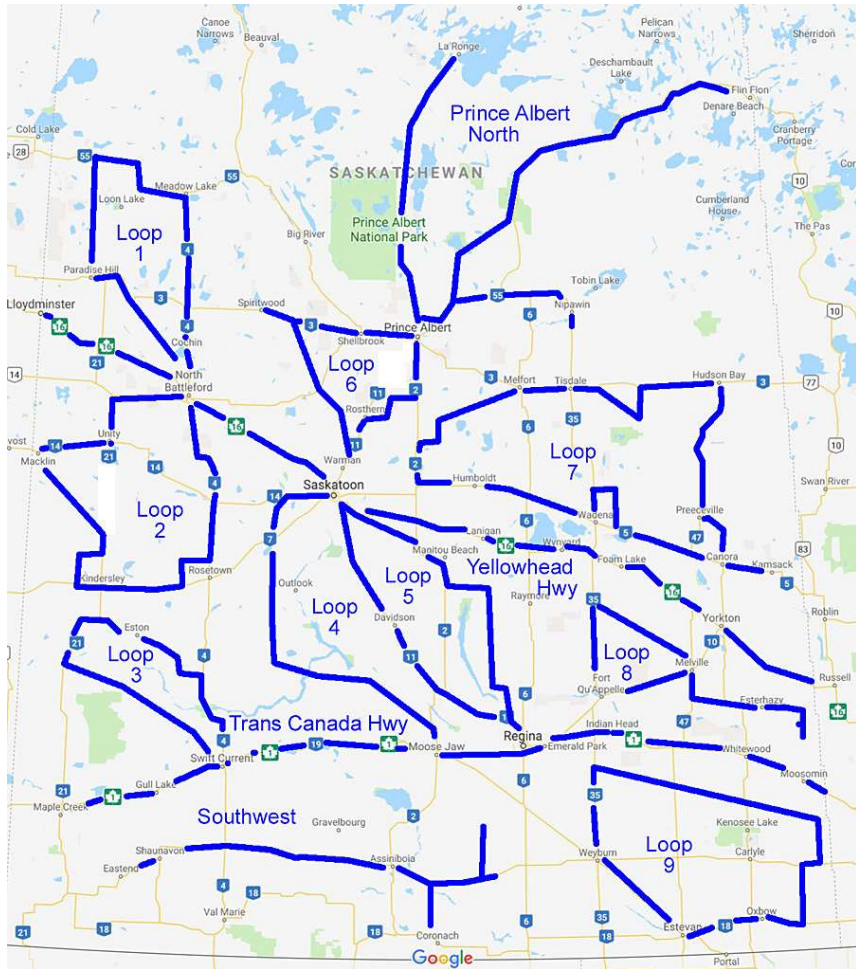 Canoe
Narrows
Beauval
La Ronge
Pelican
Narrows
Sherridon
Deschambault
Lake
Flin Flon
Denare Beach
Prince Albert
North
Cold Lake
28
55
Cranberry
Portage
SASKATCHEWAN
10
Meadow Lake
55
Loon Lake
Loop
1
Prince Albert
National Park
Cumberland
House
The Pas
Big River
4
Paradise Hill
Tobin Lake
55
3
Spiritwood
Nipawin
6
Lloydminster
16
4
3
Shellbrook
Prince Albert
10
Cochin
16
21
14
North
Battleford
Loop
6
11
2
3
Melfort
Tisdale
Hudson Bay
3
77
Rosthern
35
16
6
11
Loop
7
14
Unity
21
Macklin
14
Warman
2
4
Humboldt
Swan River
Saskatoon
14
Loop
2
6
Wadena
Preeceville
5
47
7
Lanigan
16
Wynyard
Manitou Beach
83
Canora
Kamsack
5
Yellowhead
Hwy
Foam Lake
Loop
5
Kindersley
Rosetown
Outlook
Raymore
35
16
Roblin
Loop
4
Davidson
2
Yorkton
10
Eston
21
Loop
3
4
11
Loop
8
Melville
Fort
Qu'Appelle
Russell
6
Esterhazy
16
Trans Canada Hwy
47
Indian Head
4
1
19
1
Regina
Emerald Park
1
Moose Jaw
Whitewood
Swift Current
Moosomin
Gull Lake
21
Maple Creek
1
6
35
Southwest
Gravelbourg
2
Kenosee Lake
Loop
9
Shaunavon
Eastend
Assiniboia
Weyburn
Carlyle
4
18
18
Val Marie
6
35
Oxbow
21
18
2
Estevan
18
Coronach
18
Portal
Google